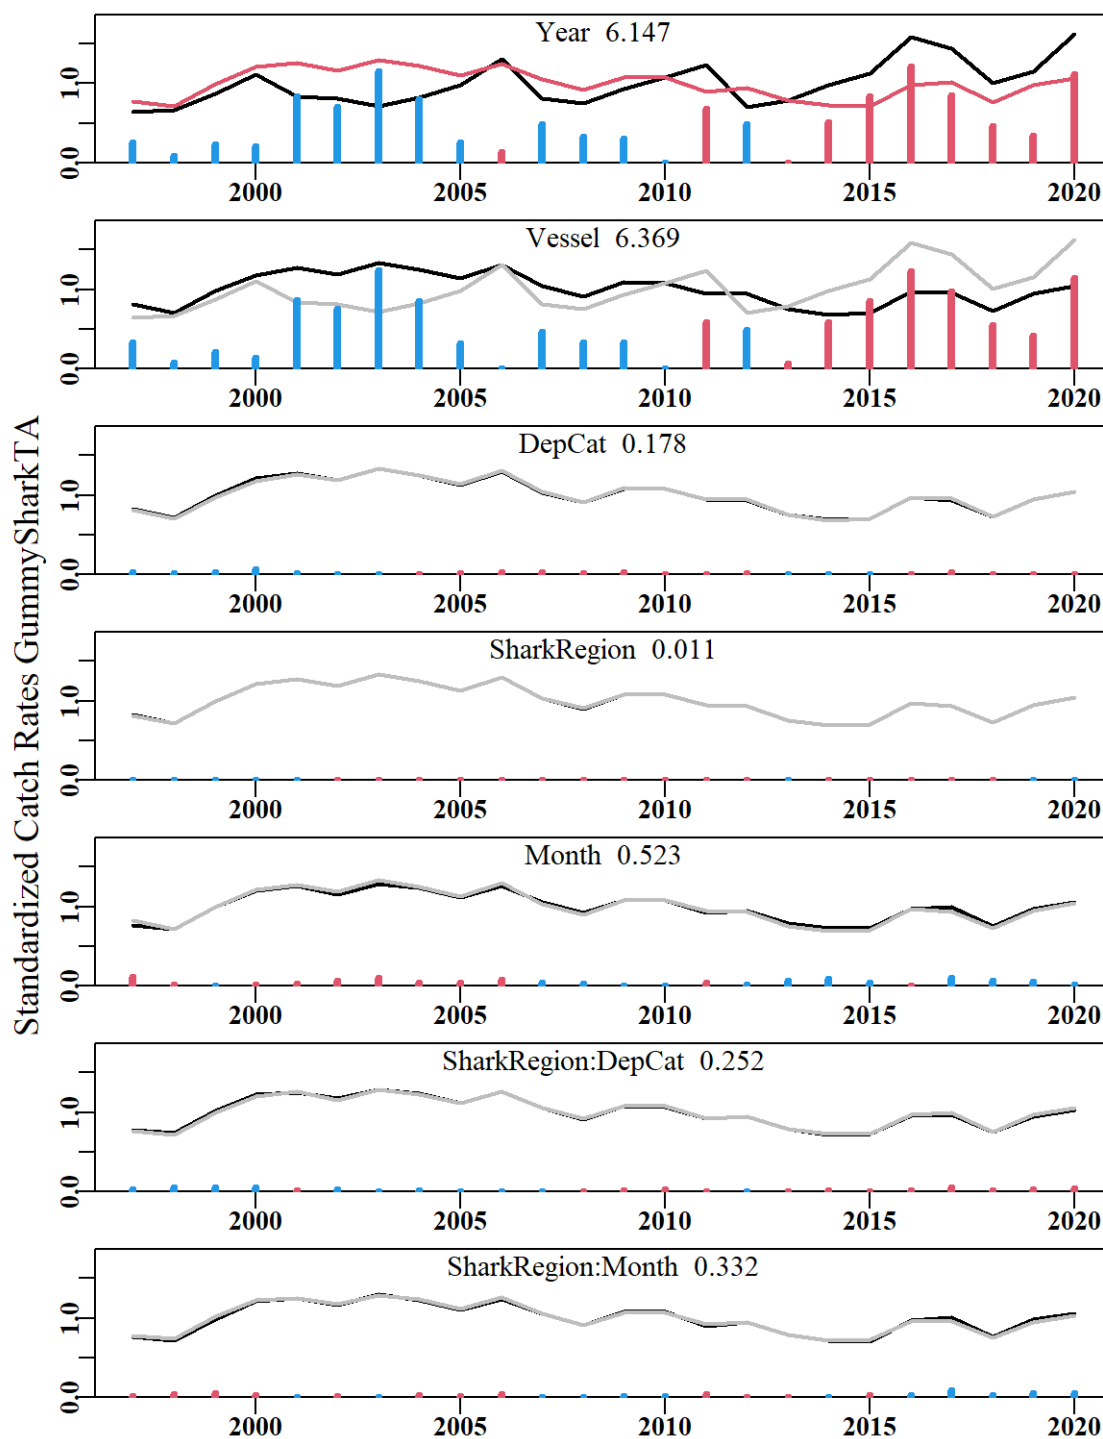 Standardized Catch Rates GummySharkTA
Year 6.147
1.0
0.0
2000 2005 2010 2015 2020
Vessel 6.369
1.0
0.0
2000 2005 2010 2015 2020
DepCat 0.178
1.0
0.0
2000 2005 2010 2015 2020
SharkRegion 0.011
1.0
0.0
2000 2005 2010 2015 2020
Month 0.523
1.0
0.0
2000 2005 2010 2015 2020
SharkRegion:DepCat 0.252
1.0
0.0
2000 2005 2010 2015 2020
SharkRegion:Month 0.332
1.0
0.0
2000 2005 2010 2015 2020